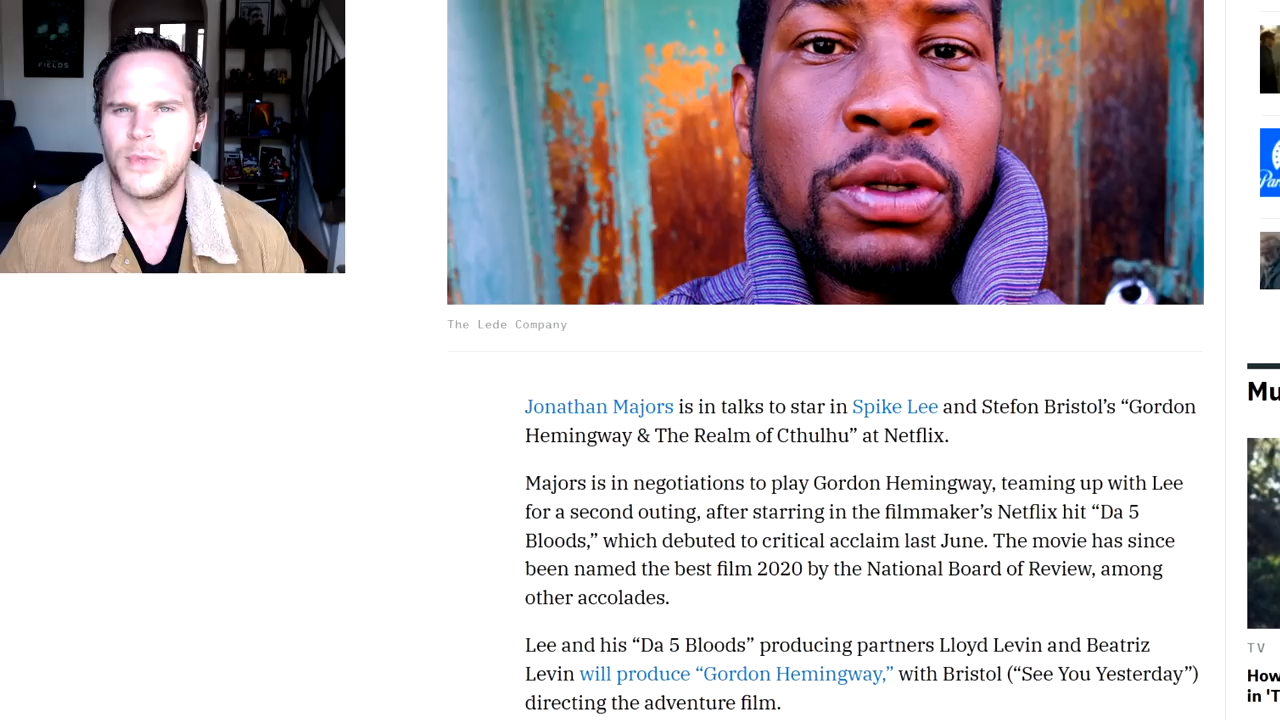 FIELDS
The Lede Company
Jonathan Majors is in talks to star in Spike Lee and Stefon Bristol’s “Gordon
Hemingway & The Realm of Cthulhu” at Netflix.
Majors is in negotiations to play Gordon Hemingway, teaming up with Lee
for a second outing, after starring in the filmmaker’s Netflix hit “Da 5
Bloods,” which debuted to critical acclaim last June. The movie has since
been named the best film 2020 by the National Board of Review, among
other accolades.
Lee and his “Da 5 Bloods” producing partners Lloyd Levin and Beatriz
Levin will produce “Gordon Hemingway,” with Bristol (“See You Yesterday”)
directing the adventure film.
Par
Mu
TV
How
in 'T